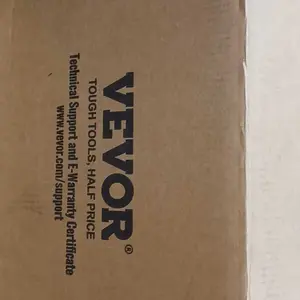 VEVOR®
TOUGH TOOLS, HALF PRICE
Technical Support and E-Warranty Certificate
www.vevor.com/support